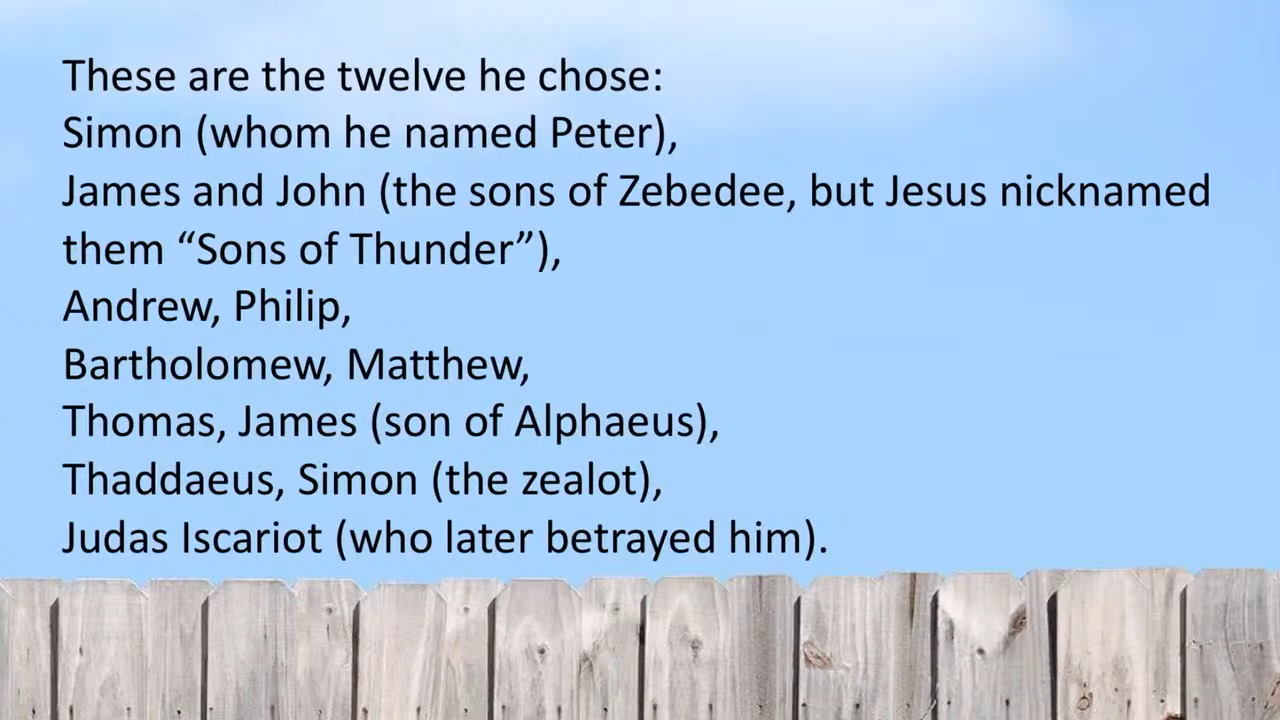 These are the twelve he chose:
Simon (whom he named Peter),
James and John (the sons of Zebedee, but Jesus nicknamed
them “Sons of Thunder”),
Andrew, Philip,
Bartholomew, Matthew,
Thomas, James (son of Alphaeus),
Thaddaeus, Simon (the zealot),
Judas Iscariot (who later betrayed him).